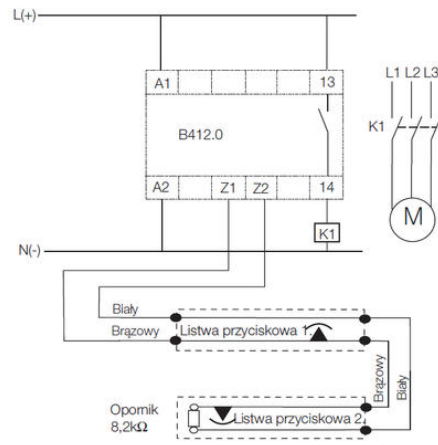 L(+)
A1
13
L1 L2 L3
B412.0
K1
A2
Z1
Z2
14
M
K1
N(-)
Biały
Brązowy
Listwa przyciskowa 1.
Brązowy
Biały
Opornik
8,2kΩ
Listwa przyciskowa 2.